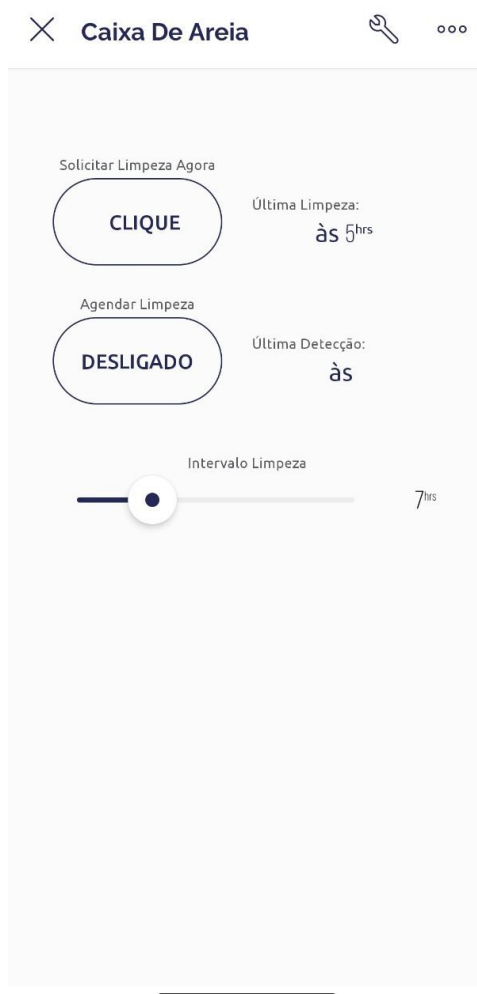 Caixa De Areia
Solicitar Limpeza Agora
CLIQUE
Última Limpeza:
às 5hrs
Agendar Limpeza
DESLIGADO
Última Detecção:
às
Intervalo Limpeza
7hrs